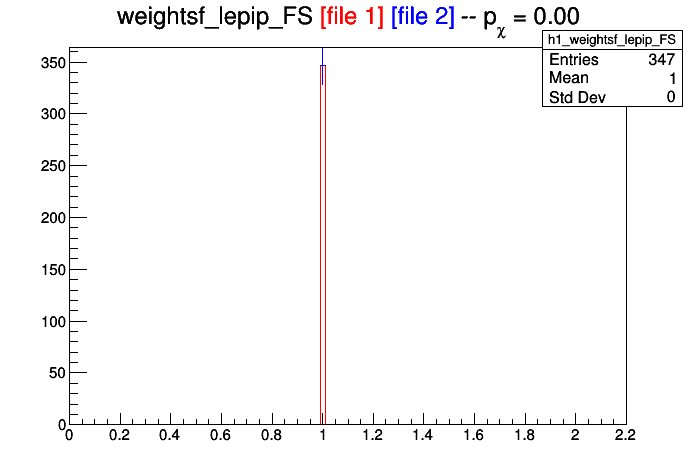 weightsf_lepip_FS [file 1] [file 2] -- pχ = 0.00
h1_weightsf_lepip_FS
Entries 347
Mean 1
Std Dev 0
350
300
250
200
150
100
50
0
0 0.2 0.4 0.6 0.8 1 1.2 1.4 1.6 1.8 2 2.2